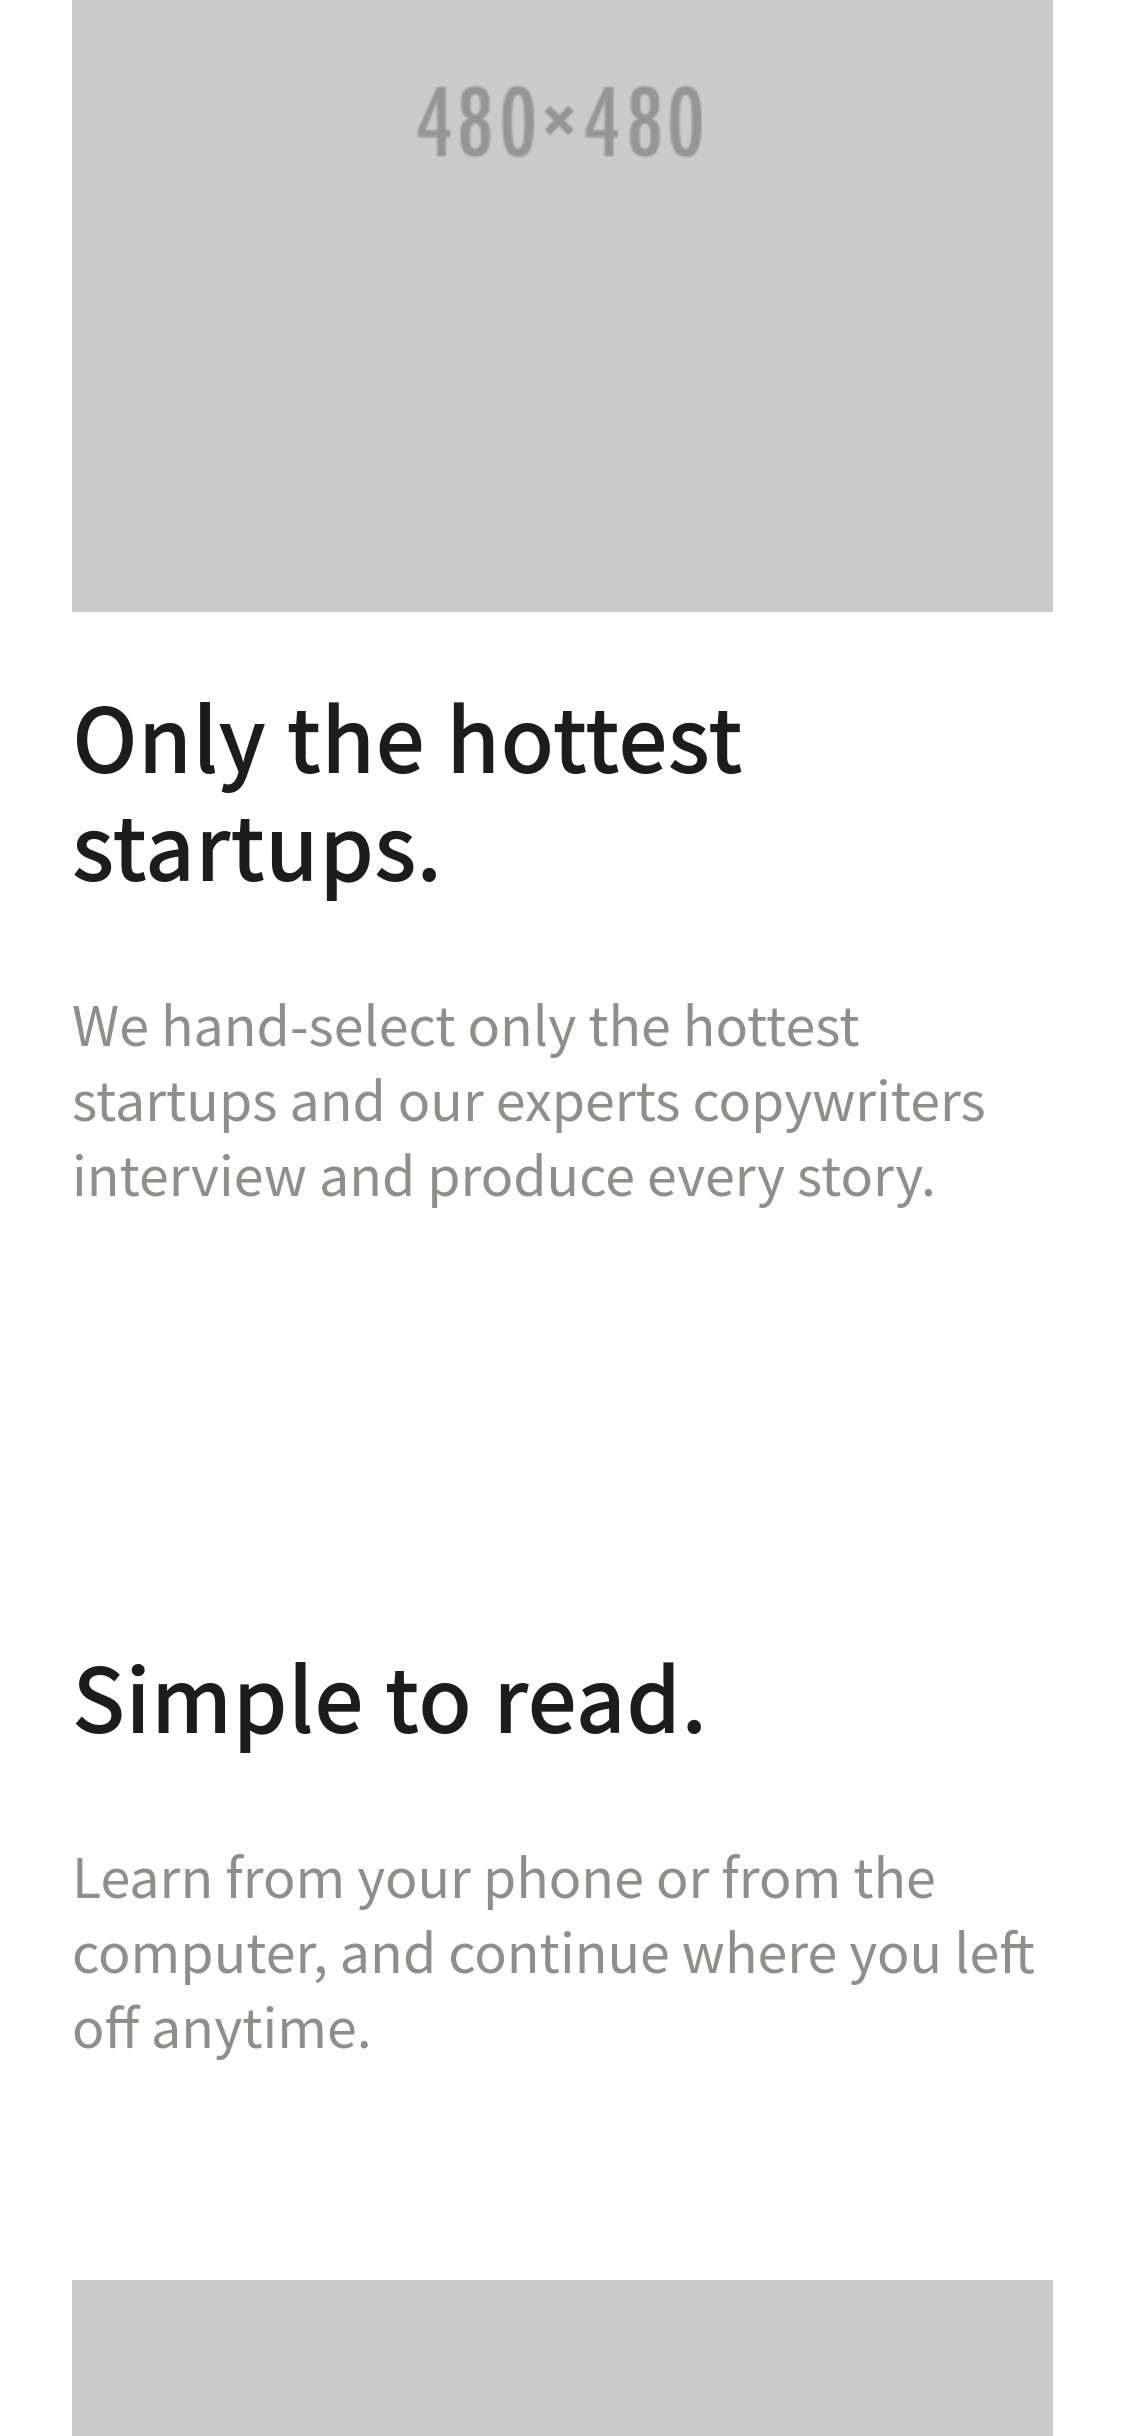 480×480
Only the hottest
startups.
We hand-select only the hottest
startups and our experts copywriters
interview and produce every story.
Simple to read.
Learn from your phone or from the
computer, and continue where you left
off anytime.